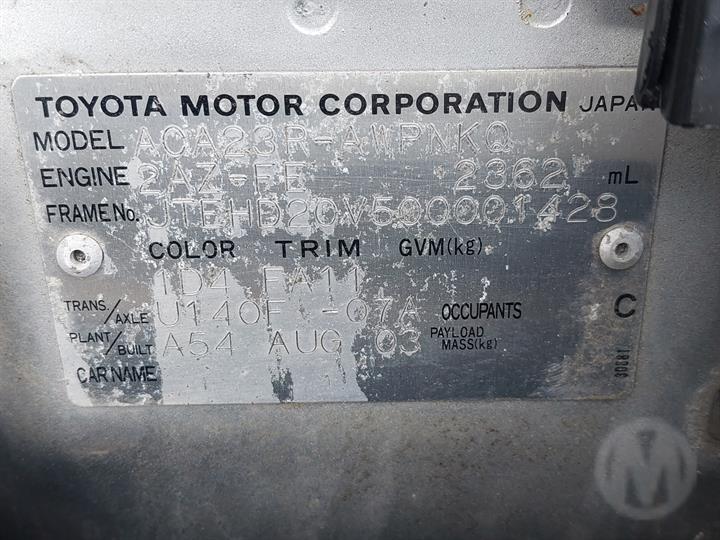 TOYOTA MOTOR CORPORATION JAPAN
MODEL ACA23R-AWPNKQ
ENGINE 2AZ-FE 2362 mL
FRAME No. JTEHD20V500001428
COLOR TRIM GVM(kg)
1D4 FA11
TRANS./AXLE U140F -07A OCCUPANTS C
PLANT/BUILT A54 AUG 03 PAYLOAD MASS(kg)
CAR NAME
M